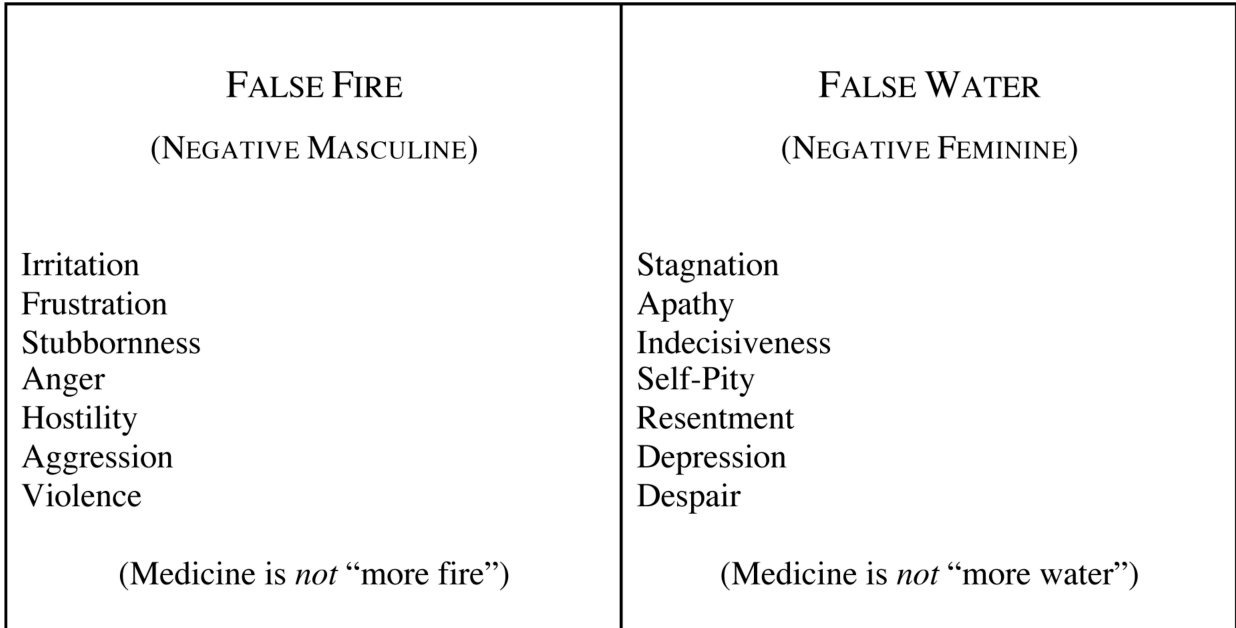 FALSE FIRE
(NEGATIVE MASCULINE)
Irritation
Frustration
Stubbornness
Anger
Hostility
Aggression
Violence
(Medicine is not “more fire”)
FALSE WATER
(NEGATIVE FEMININE)
Stagnation
Apathy
Indecisiveness
Self-Pity
Resentment
Depression
Despair
(Medicine is not “more water”)